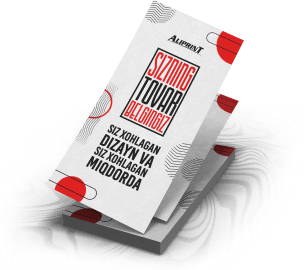 ALIPRINT
SIZNING
TOVAR
BELGINGIZ
SIZ XOHLAGAN
DIZAYN VA
SIZ XOHLAGAN
MIQDORDA